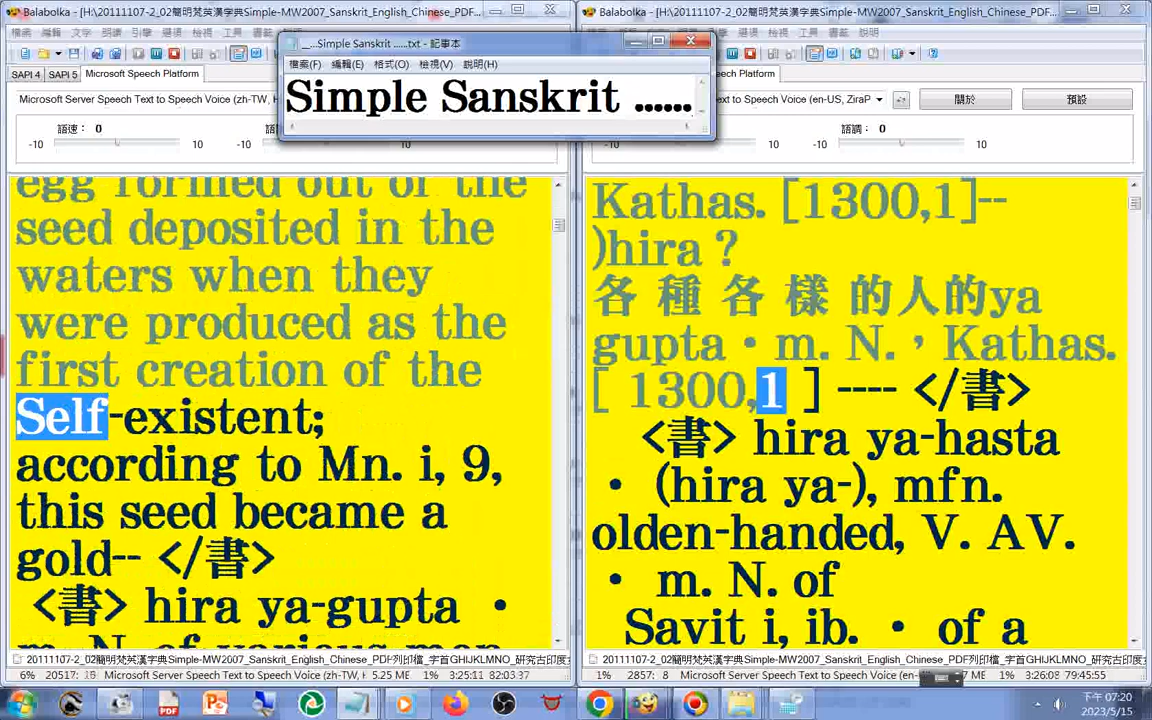 Balabolka - [H:\20111107-2_02簡明梵英漢字典Simple-MW2007_Sanskrit_English_Chinese_PDF...
Balabolka - [H:\20111107-2_02簡明梵英漢字典Simple-MW2007_Sanskrit_English_Chinese_PDF...
__...Simple Sanskrit ......txt - 記事本
檔案(F) 編輯(E) 格式(O) 檢視(V) 說明(H)
Simple Sanskrit ......
SAPI 4 SAPI 5 Microsoft Speech Platform
Microsoft Server Speech Text to Speech Voice (zh-TW, H
語速： 0
-10 10 -10
ech Platform
ext to Speech Voice (en-US, ZiraP
關於 預設
語調： 0
10 -10 10
egg formed out of the
seed deposited in the
waters when they
were produced as the
first creation of the
Self-existent;
according to Mn. i, 9,
this seed became a
gold-- </書>
<書> hira ya-gupta •
m. N. of various men
Kathas. [1300,1]--
)hira ?
各 種 各 樣 的人的ya
gupta • m. N. , Kathas.
[ 1300,1 ] ---- </書>
<書> hira ya-hasta
• (hira ya-), mfn.
olden-handed, V. AV.
• m. N. of
Savit i, ib. • of a
20111107-2_02簡明梵英漢字典Simple-MW2007_Sanskrit_English_Chinese_PDF列印檔_字首GHIJKLMNO_研究古印度
6% 20517: 18 Microsoft Server Speech Text to Speech Voice (zh-TW, H 5.25 MB 1% 3:25:11 82:03:37
20111107-2_02簡明梵英漢字典Simple-MW2007_Sanskrit_English_Chinese_PDF列印檔_字首GHIJKLMNO_研究古印度
1% 2857: 8 Microsoft Server Speech Text to Speech Voice (en-U 1% 3:26:08 79:45:55
下午 07:20
2023/5/15